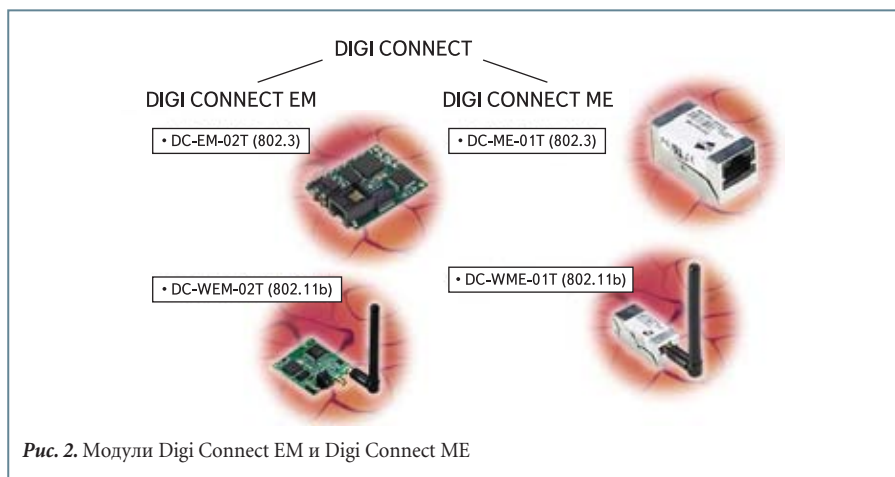 DIGI CONNECT
DIGI CONNECT EM
DIGI CONNECT ME
• DC-EM-02T (802.3)
• DC-ME-01T (802.3)
• DC-WEM-02T (802.11b)
• DC-WME-01T (802.11b)
Рис. 2. Модули Digi Connect EM и Digi Connect ME